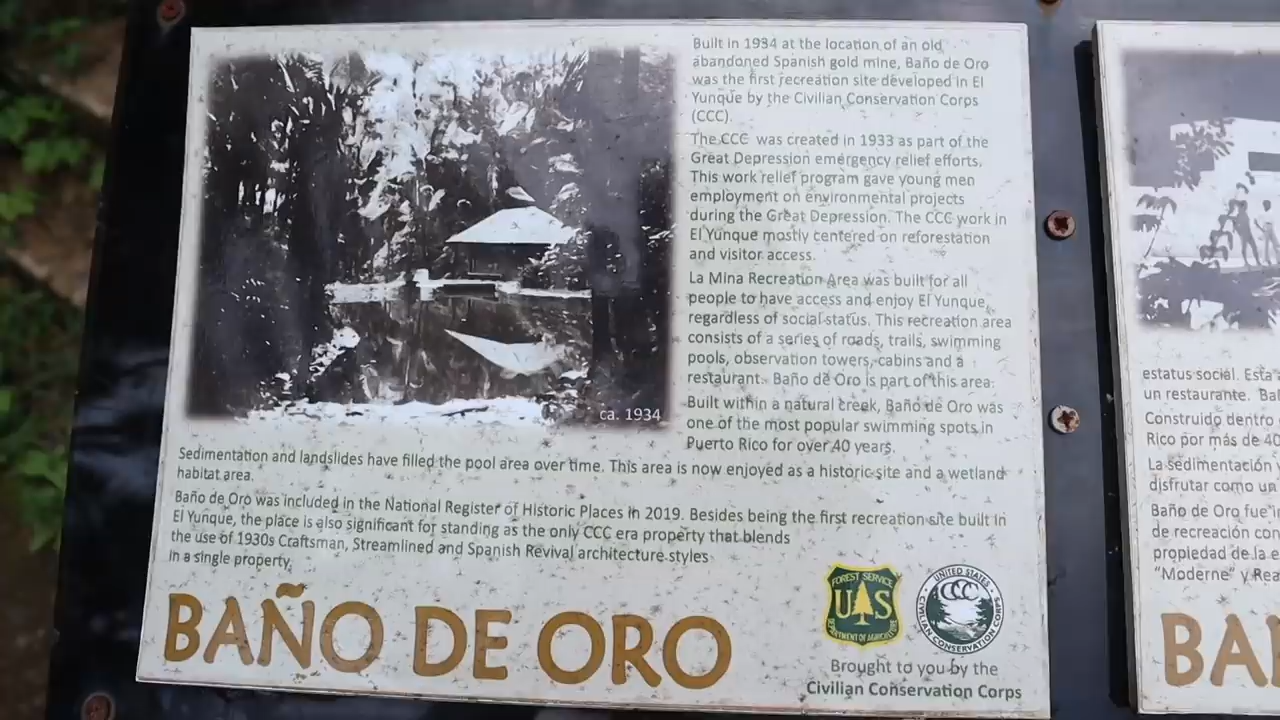 Built in 1934 at the location of an old
abandoned Spanish gold mine, Baño de Oro
was the first recreation site developed in El
Yunque by the Civilian Conservation Corps
(CCC).
The CCC was created in 1933 as part of the
Great Depression emergency relief efforts.
This work relief program gave young men
employment on environmental projects
during the Great Depression. The CCC work in
El Yunque mostly centered on reforestation
and visitor access.
La Mina Recreation Area was built for all
people to have access and enjoy El Yunque,
regardless of social status. This recreation area
consists of a series of roads, trails, swimming
pools, observation towers, cabins and a
restaurant. Baño de Oro is part of this area.
Built within a natural creek, Baño de Oro was
one of the most popular swimming spots in
Puerto Rico for over 40 years.
ca. 1934
Sedimentation and landslides have filled the pool area over time. This area is now enjoyed as a historic site and a wetland
habitat area.
Baño de Oro was included in the National Register of Historic Places in 2019. Besides being the first recreation site built in
El Yunque, the place is also significant for standing as the only CCC era property that blends
the use of 1930s Craftsman, Streamlined and Spanish Revival architecture styles
in a single property.
BAÑO DE ORO
FOREST SERVICE
U S
DEPARTMENT OF AGRICULTURE
UNITED STATES
CCC
CIVILIAN CONSERVATION CORPS
Brought to you by the
Civilian Conservation Corps
estatus social. Esta
un restaurante.
Construido dentro
Rico por más de 40
La sedimentación
disfrutar como un
Baño de Oro fue
de recreación con
propiedad de la
"Moderne" y